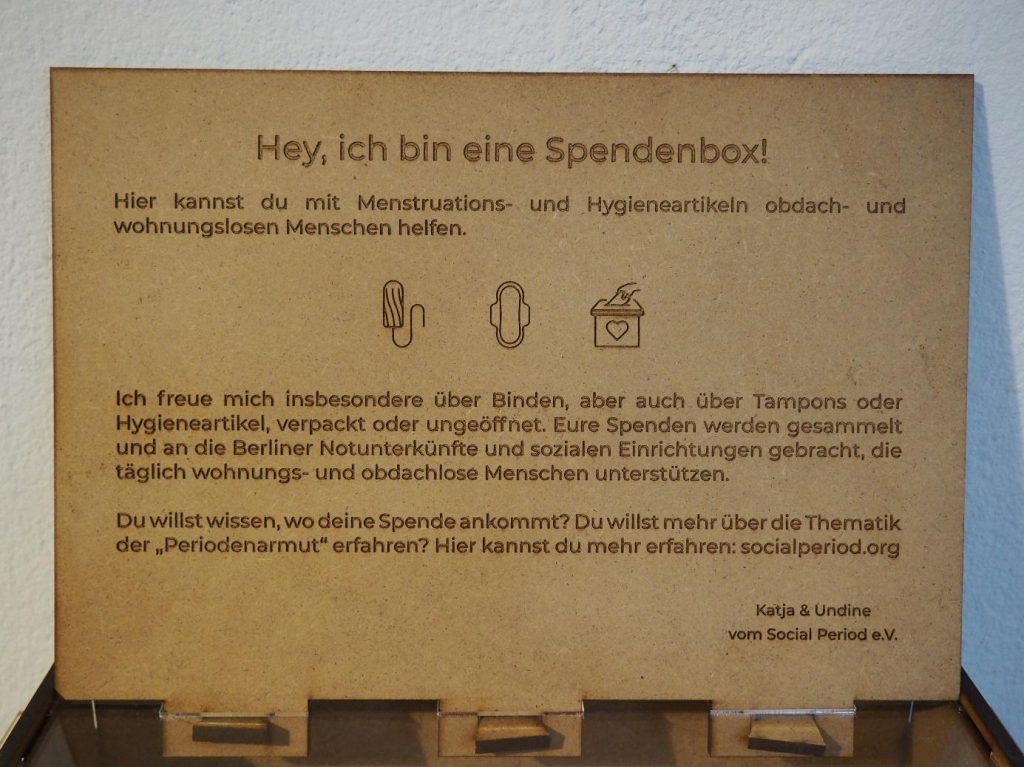 Hey, ich bin eine Spendenbox!
Hier kannst du mit Menstruations- und Hygieneartikeln obdach- und
wohnungslosen Menschen helfen.
Ich freue mich insbesondere über Binden, aber auch über Tampons oder
Hygieneartikel, verpackt oder ungeöffnet. Eure Spenden werden gesammelt
und an die Berliner Notunterkünfte und sozialen Einrichtungen gebracht, die
täglich wohnungs- und obdachlose Menschen unterstützen.
Du willst wissen, wo deine Spende ankommt? Du willst mehr über die Thematik
der „Periodenarmut“ erfahren? Hier kannst du mehr erfahren: socialperiod.org
Katja & Undine
vom Social Period e.V.